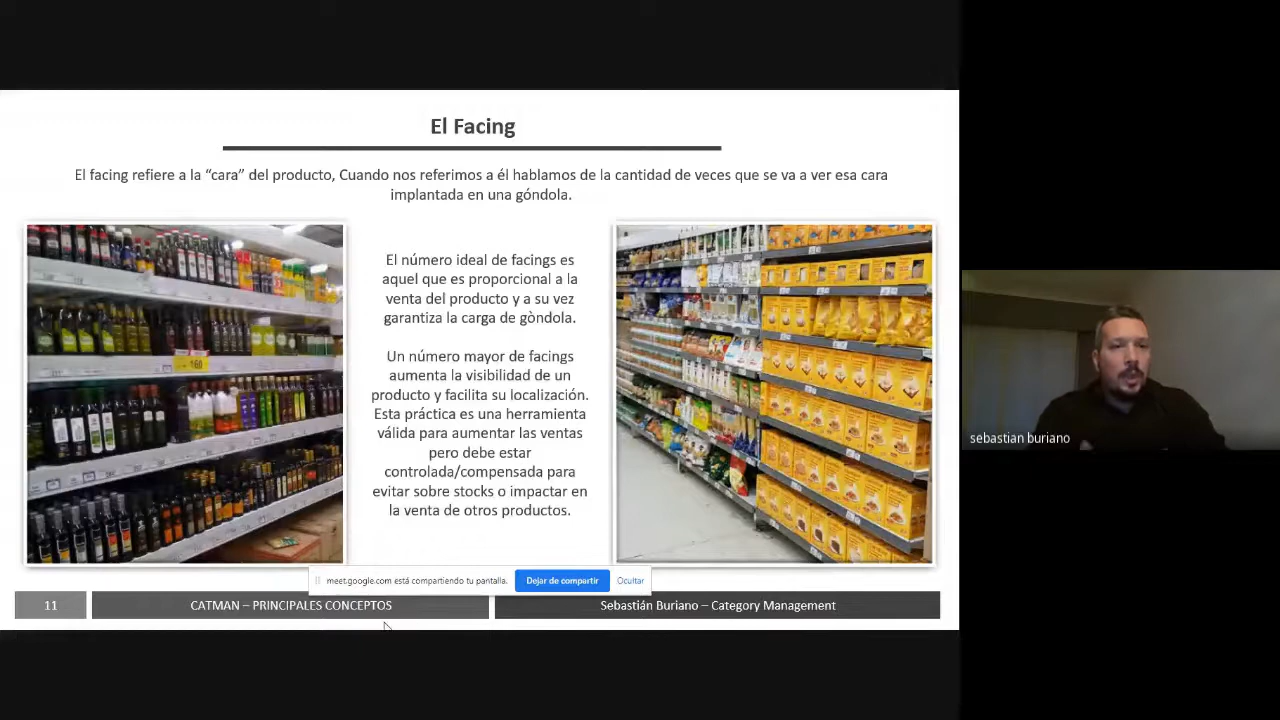 El Facing
El facing refiere a la “cara” del producto, Cuando nos referimos a él hablamos de la cantidad de veces que se va a ver esa cara
implantada en una góndola.
El número ideal de facings es
aquel que es proporcional a la
venta del producto y a su vez
garantiza la carga de gòndola.
Un número mayor de facings
aumenta la visibilidad de un
producto y facilita su localización.
Esta práctica es una herramienta
válida para aumentar las ventas
pero debe estar
controlada/compensada para
evitar sobre stocks o impactar en
la venta de otros productos.
160
meet.google.com está compartiendo tu pantalla.
Dejar de compartir
Ocultar
11
CATMAN – PRINCIPALES CONCEPTOS
Sebastián Buriano – Category Management
sebastian buriano